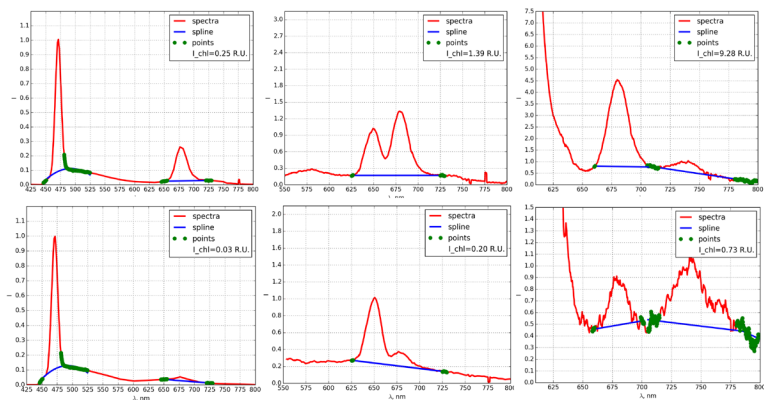 spectra
spline
points
I_chl=0.25 R.U.
1.1
1.0
0.9
0.8
0.7
0.6
0.5
0.4
0.3
0.2
0.1
0.0
I
425 450 475 500 525 550 575 600 625 650 675 700 725 750 775 800
spectra
spline
points
I_chl=1.39 R.U.
3.0
2.7
2.4
2.1
1.8
1.5
1.2
0.9
0.6
0.3
0.0
I
500 525 550 575 600 625 650 675 700 725 750 775 800
λ, nm
spectra
spline
points
I_chl=9.28 R.U.
7.5
7.0
6.5
6.0
5.5
5.0
4.5
4.0
3.5
3.0
2.5
2.0
1.5
1.0
0.5
0.0
I
625 650 675 700 725 750 775 800
spectra
spline
points
I_chl=0.03 R.U.
1.1
1.0
0.9
0.8
0.7
0.6
0.5
0.4
0.3
0.2
0.1
0.0
I
425 450 475 500 525 550 575 600 625 650 675 700 725 750 775 800
λ, nm
spectra
spline
points
I_chl=0.20 R.U.
2.0
1.8
1.6
1.4
1.2
1.0
0.8
0.6
0.4
0.2
0.0
I
500 525 550 575 600 625 650 675 700 725 750 775 800
λ, nm
spectra
spline
points
I_chl=0.73 R.U.
1.5
1.4
1.3
1.2
1.1
1.0
0.9
0.8
0.7
0.6
0.5
0.4
0.3
0.2
0.1
0.0
I
625 650 675 700 725 750 775 800
λ, nm